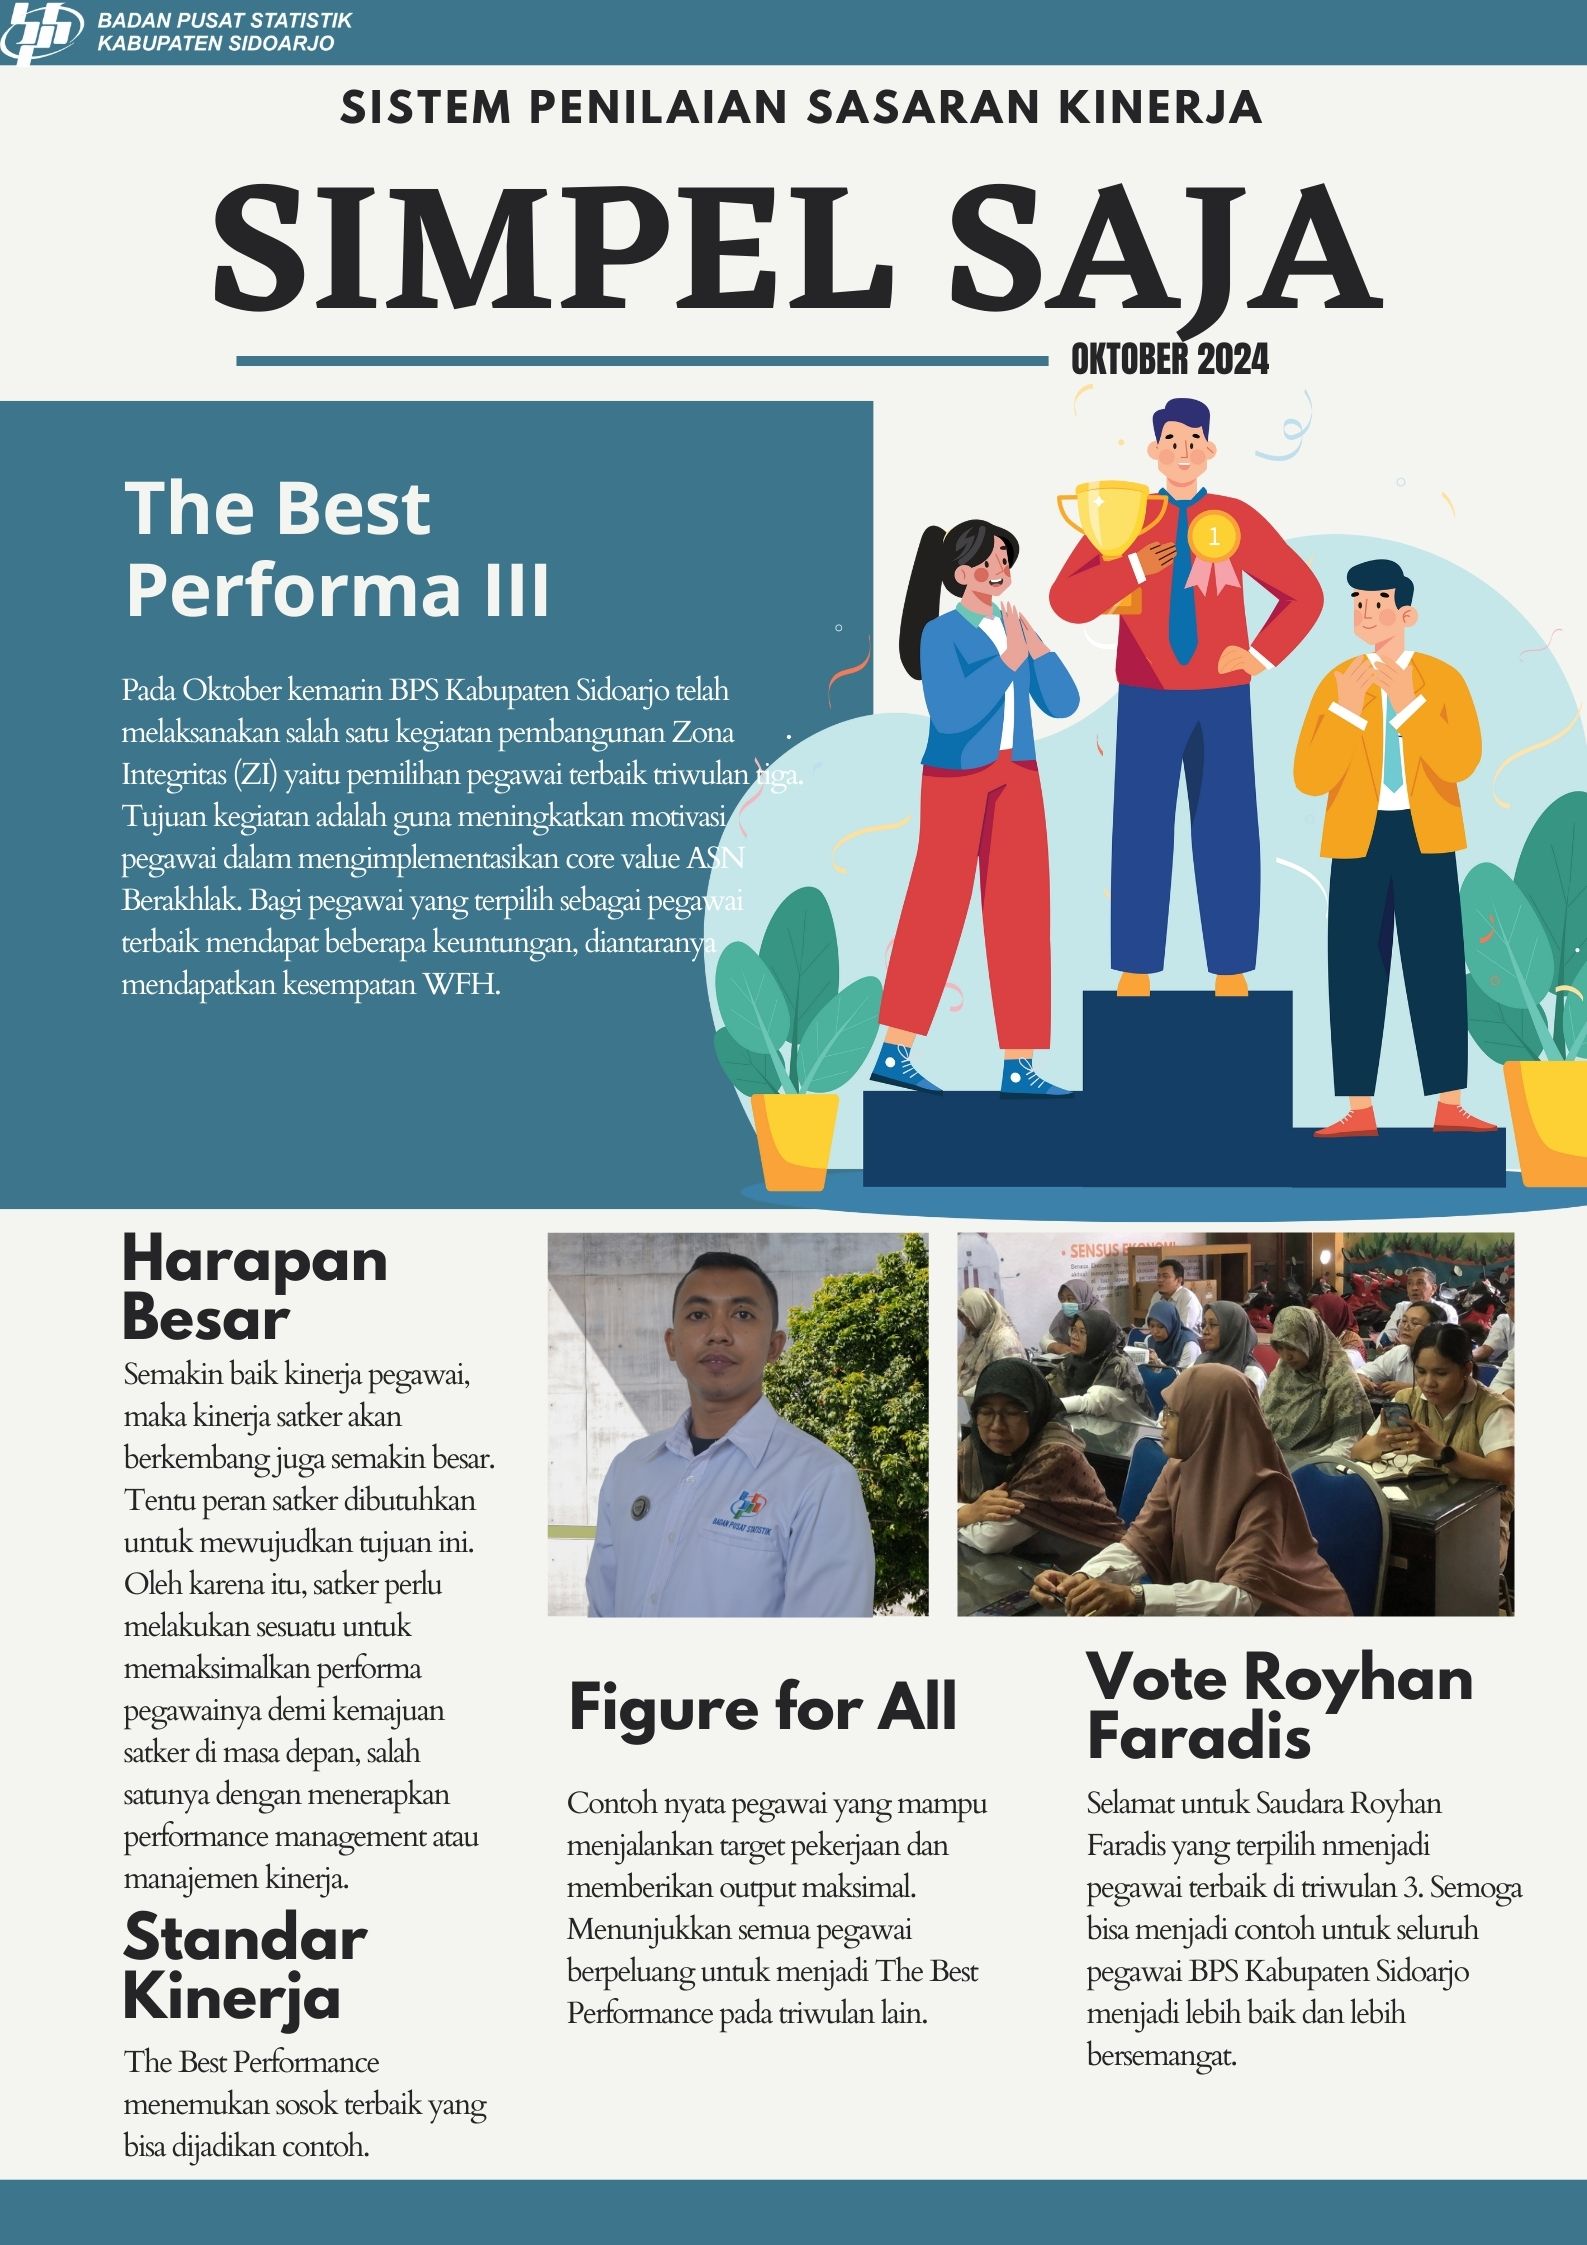 BADAN PUSAT STATISTIK
KABUPATEN SIDOARJO
SISTEM PENILAIAN SASARAN KINERJA
SIMPEL SAJA
OKTOBER 2024
The Best
Performa III
1
Pada Oktober kemarin BPS Kabupaten Sidoarjo telah
melaksanakan salah satu kegiatan pembangunan Zona
Integritas (ZI) yaitu pemilihan pegawai terbaik triwulan tiga.
Tujuan kegiatan adalah guna meningkatkan motivasi
pegawai dalam mengimplementasikan core value ASN
Berakhlak. Bagi pegawai yang terpilih sebagai pegawai
terbaik mendapat beberapa keuntungan, diantaranya
mendapatkan kesempatan WFH.
Harapan
Besar
Semakin baik kinerja pegawai,
maka kinerja satker akan
berkembang juga semakin besar.
Tentu peran satker dibutuhkan
untuk mewujudkan tujuan ini.
Oleh karena itu, satker perlu
melakukan sesuatu untuk
memaksimalkan performa
pegawainya demi kemajuan
satker di masa depan, salah
satunya dengan menerapkan
performance management atau
manajemen kinerja.
Standar
Kinerja
The Best Performance
menemukan sosok terbaik yang
bisa dijadikan contoh.
BADAN PUSAT STATISTIK
SENSUS
Figure for All
Contoh nyata pegawai yang mampu
menjalankan target pekerjaan dan
memberikan output maksimal.
Menunjukkan semua pegawai
berpeluang untuk menjadi The Best
Performance pada triwulan lain.
Vote Royhan
Faradis
Selamat untuk Saudara Royhan
Faradis yang terpilih nmenjadi
pegawai terbaik di triwulan 3. Semoga
bisa menjadi contoh untuk seluruh
pegawai BPS Kabupaten Sidoarjo
menjadi lebih baik dan lebih
bersemangat.